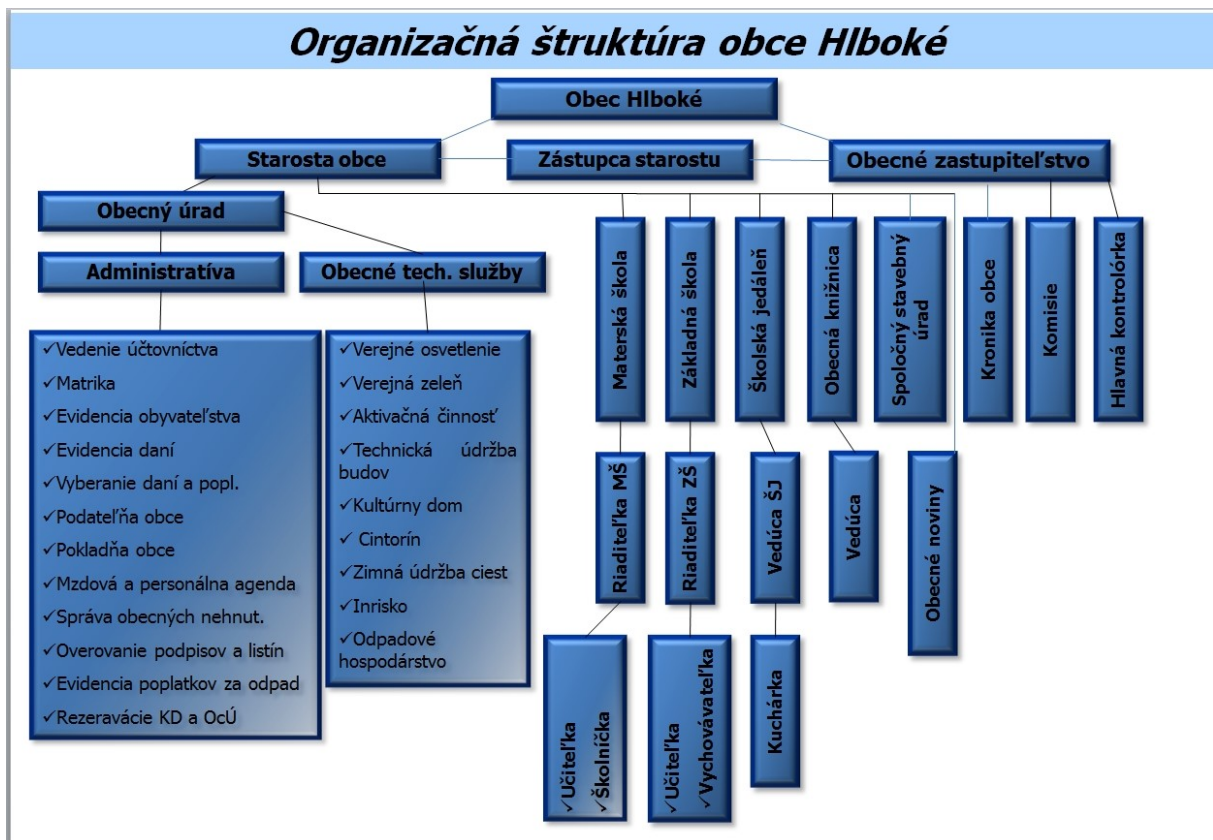 Organizačná štruktúra obce Hlboké
Obec Hlboké
Starosta obce
Zástupca starostu
Obecné zastupiteľstvo
Obecný úrad
Administratíva
Obecné tech. služby
✓Vedenie účtovníctva
✓Matrika
✓Evidencia obyvateľstva
✓Evidencia daní
✓Vyberanie daní a popl.
✓Podateľňa obce
✓Pokladňa obce
✓Mzdová a personálna agenda
✓Správa obecných nehnut.
✓Overovanie podpisov a listín
✓Evidencia poplatkov za odpad
✓Rezeravácie KD a OcÚ
✓Verejné osvetlenie
✓Verejná zeleň
✓Aktivačná činnosť
✓Technická údržba
budov
✓Kultúrny dom
✓ Cintorín
✓Zimná údržba ciest
✓Inrisko
✓Odpadové
hospodárstvo
Materská škola
Základná škola
Školská jedáleň
Obecná knižnica
Spoločný stavebný
úrad
Kronika obce
Komisie
Hlavná kontrolórka
Riaditeľka MŠ
Riaditeľka ZŠ
Vedúca ŠJ
Vedúca
Obecné noviny
✓Učiteľka
✓Školníčka
✓Učiteľka
✓Vychovávateľka
Kuchárka